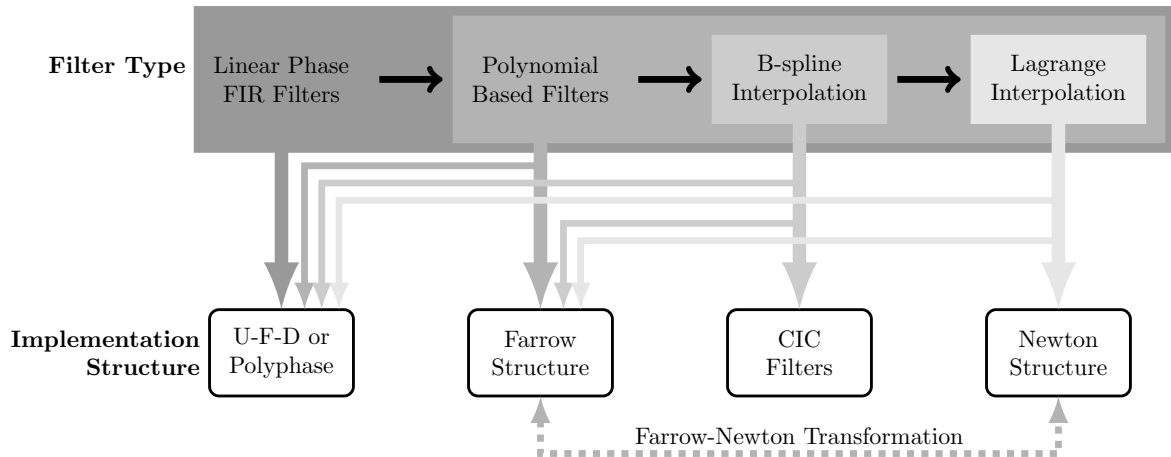 Filter Type
Linear Phase
FIR Filters
Polynomial
Based Filters
B-spline
Interpolation
Lagrange
Interpolation
Implementation
Structure
U-F-D or
Polyphase
Farrow
Structure
CIC
Filters
Newton
Structure
Farrow-Newton Transformation